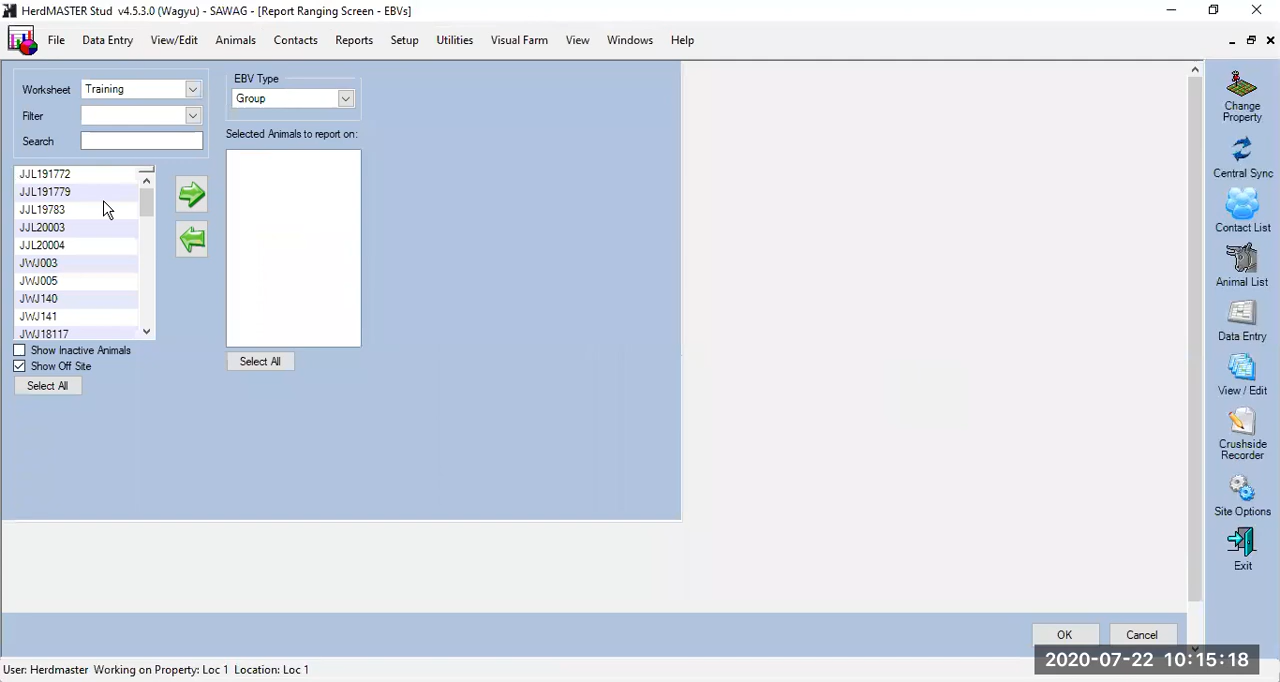 HerdMASTER Stud v4.5.3.0 (Wagyu) - SAWAG - [Report Ranging Screen - EBVs]
File Data Entry View/Edit Animals Contacts Reports Setup Utilities Visual Farm View Windows Help
Worksheet Training
Filter
Search
EBV Type
Group
Selected Animals to report on:
JJL191772
JJL191779
JJL19783
JJL20003
JJL20004
JWJ003
JWJ005
JWJ140
JWJ141
JWJ18117
Show Inactive Animals
Show Off Site
Select All
Select All
Change
Property
Central Sync
Contact List
Animal List
Data Entry
View / Edit
Crushside
Recorder
Site Options
Exit
OK Cancel
2020-07-22 10:15:18
User: Herdmaster Working on Property: Loc 1 Location: Loc 1